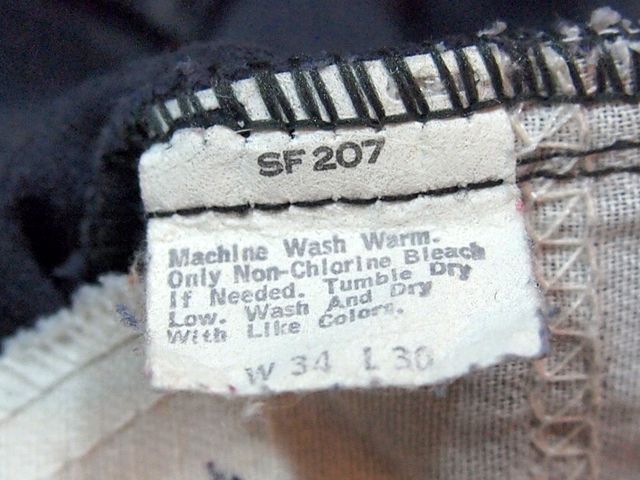 SF 207
Machine Wash Warm.
Only Non-Chlorine Bleach
If Needed. Tumble Dry
Low. Wash And Dry
With Like Colors.
W 34 L 30